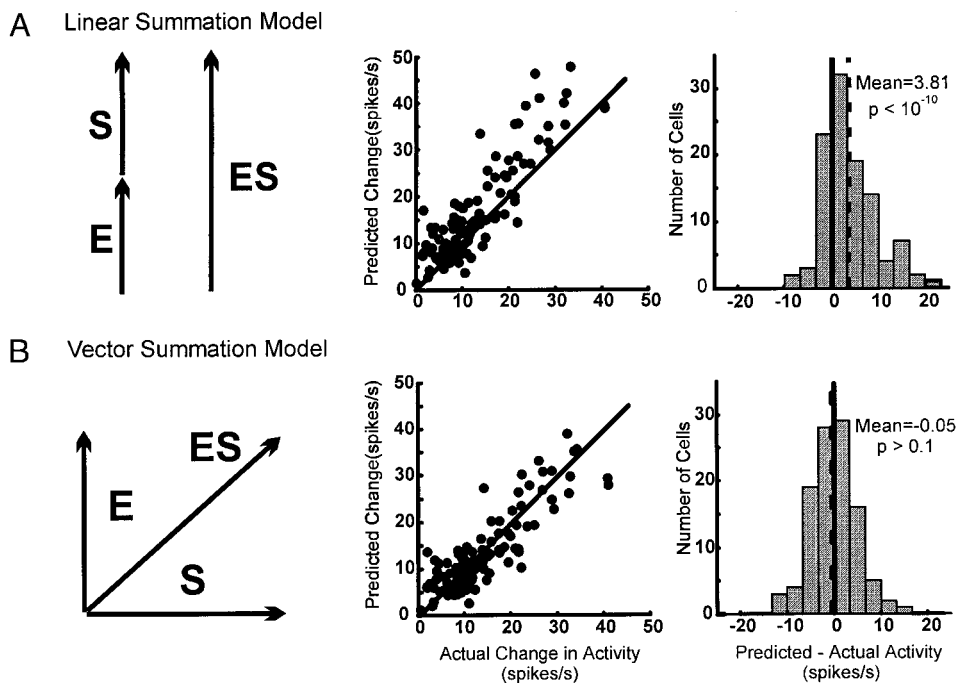 A
Linear Summation Model
S
E
ES
Predicted Change(spikes/s)
50
40
30
20
10
0
0 10 20 30 40 50
Number of Cells
30
20
10
0
-20 -10 0 10 20
Mean=3.81
p < 10⁻¹⁰
B
Vector Summation Model
E
ES
S
Predicted Change(spikes/s)
50
40
30
20
10
0
0 10 20 30 40 50
Actual Change in Activity
(spikes/s)
Number of Cells
30
20
10
0
-20 -10 0 10 20
Mean=-0.05
p > 0.1
Predicted - Actual Activity
(spikes/s)